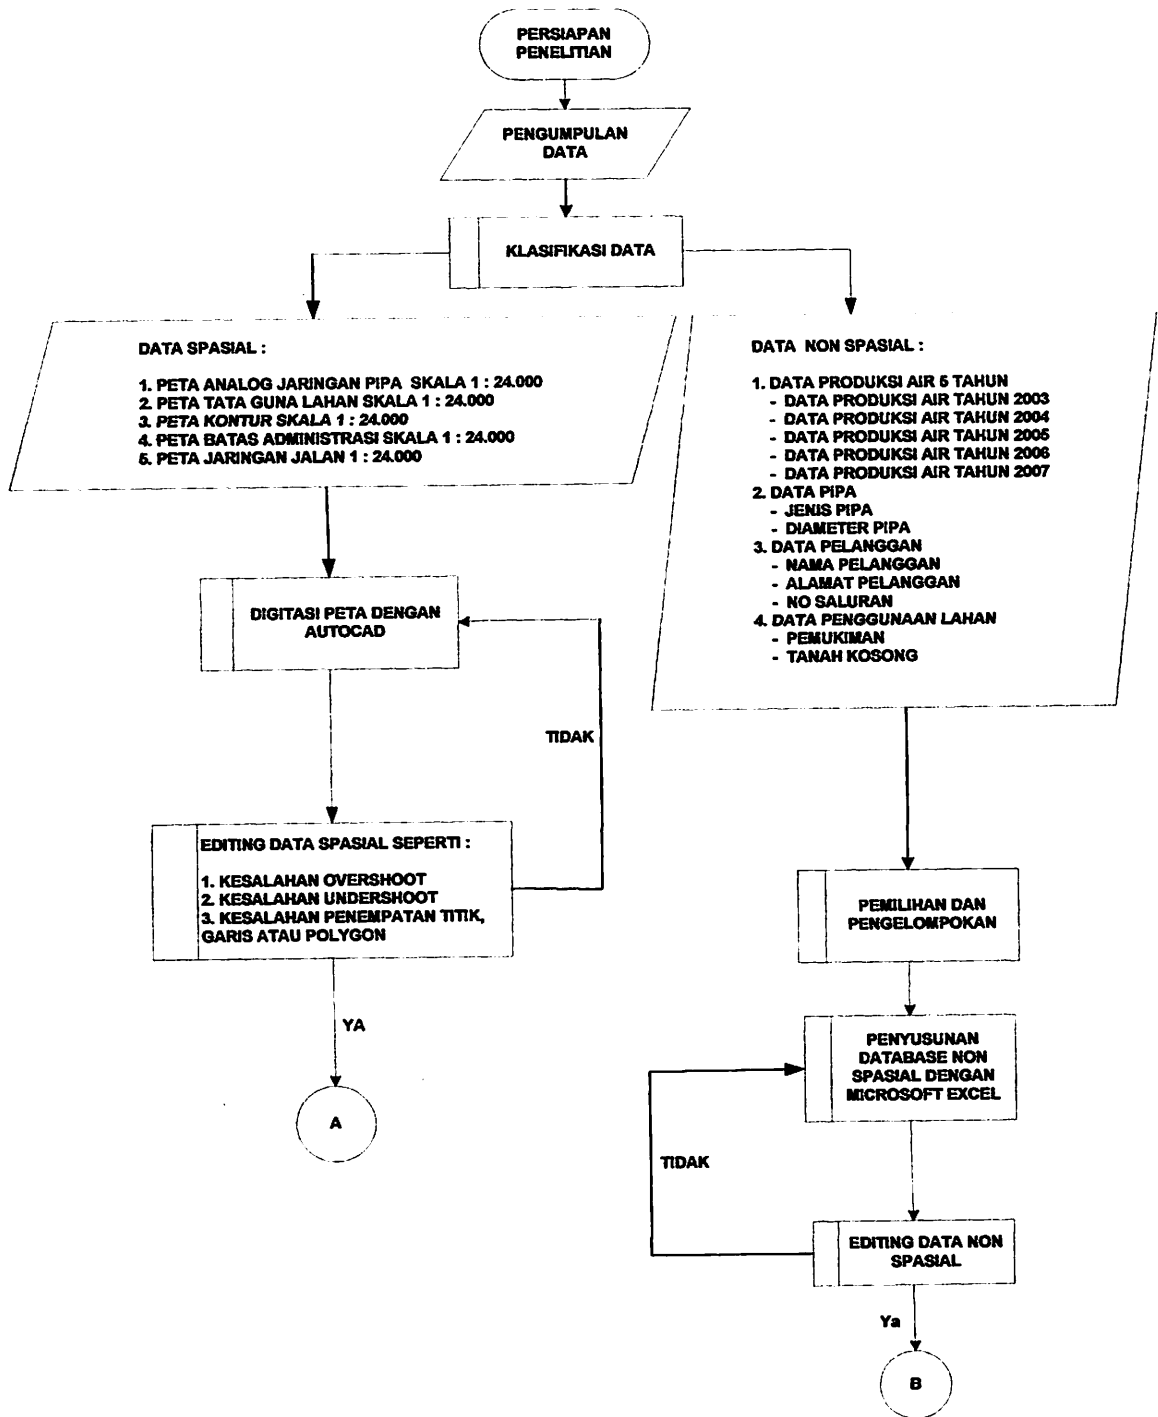 PERSIAPAN
PENELITIAN
PENGUMPULAN
DATA
KLASIFIKASI DATA
DATA SPASIAL :
1. PETA ANALOG JARINGAN PIPA SKALA 1 : 24.000
2. PETA TATA GUNA LAHAN SKALA 1 : 24.000
3. PETA KONTUR SKALA 1 : 24.000
4. PETA BATAS ADMINISTRASI SKALA 1 : 24.000
5. PETA JARINGAN JALAN 1 : 24.000
DATA NON SPASIAL :
1. DATA PRODUKSI AIR 5 TAHUN
- DATA PRODUKSI AIR TAHUN 2003
- DATA PRODUKSI AIR TAHUN 2004
- DATA PRODUKSI AIR TAHUN 2005
- DATA PRODUKSI AIR TAHUN 2006
- DATA PRODUKSI AIR TAHUN 2007
2. DATA PIPA
- JENIS PIPA
- DIAMETER PIPA
3. DATA PELANGGAN
- NAMA PELANGGAN
- ALAMAT PELANGGAN
- NO SALURAN
4. DATA PENGGUNAAN LAHAN
- PEMUKIMAN
- TANAH KOSONG
DIGITASI PETA DENGAN
AUTOCAD
TIDAK
EDITING DATA SPASIAL SEPERTI :
1. KESALAHAN OVERSHOOT
2. KESALAHAN UNDERSHOOT
3. KESALAHAN PENEMPATAN TITIK,
GARIS ATAU POLYGON
YA
A
PEMILIHAN DAN
PENGELOMPOKAN
PENYUSUNAN
DATABASE NON
SPASIAL DENGAN
MICROSOFT EXCEL
TIDAK
EDITING DATA NON
SPASIAL
Ya
B